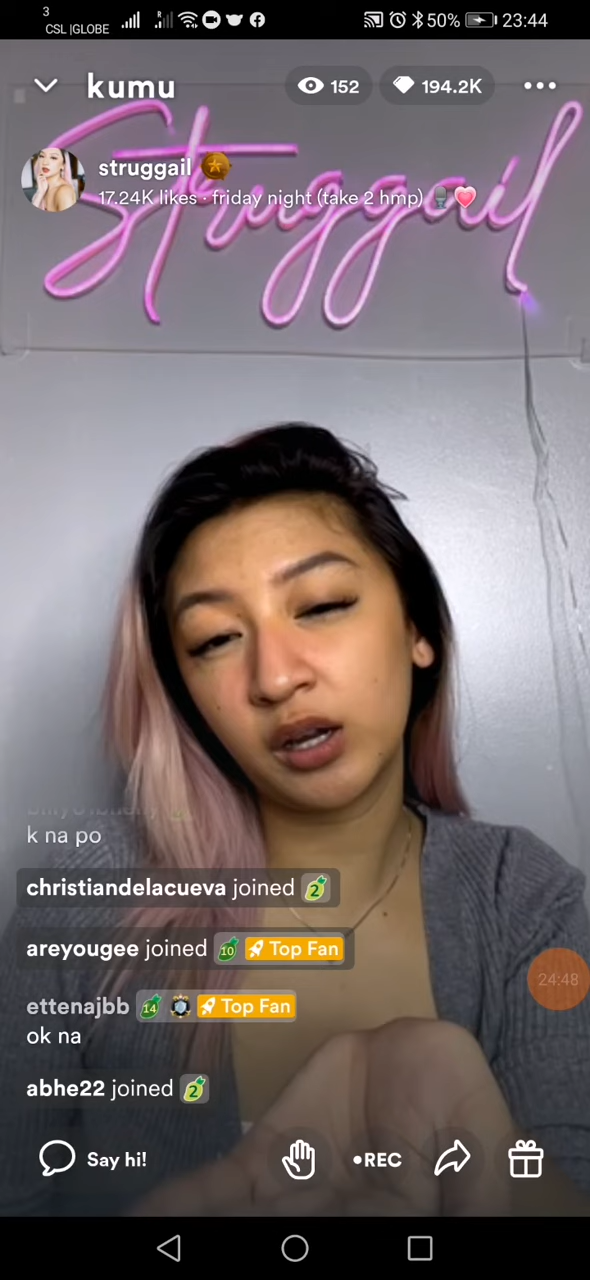 3
CSL |GLOBE
50%
23:44
kumu
152
194.2K
struggail
17.24K likes · friday night (take 2 hmp)
Struggail
k na po
christiandelacueva joined 2
areyougee joined 10 Top Fan
ettenajbb 14 Top Fan
ok na
abhe22 joined 2
24:48
Say hi!
•REC